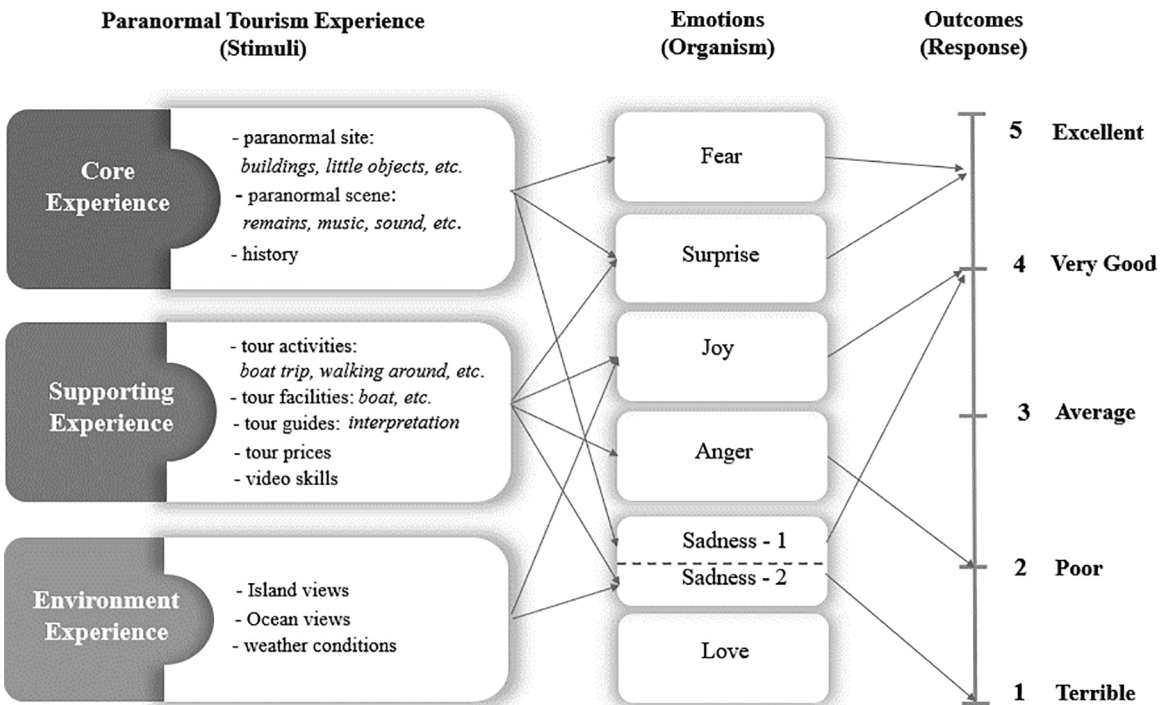 Paranormal Tourism Experience
(Stimuli)
Emotions
(Organism)
Outcomes
(Response)
Core
Experience
- paranormal site:
buildings, little objects, etc.
- paranormal scene:
remains, music, sound, etc.
- history
Supporting
Experience
- tour activities:
boat trip, walking around, etc.
- tour facilities: boat, etc.
- tour guides: interpretation
- tour prices
- video skills
Environment
Experience
- Island views
- Ocean views
- weather conditions
Fear
Surprise
Joy
Anger
Sadness - 1
Sadness - 2
Love
5 Excellent
4 Very Good
3 Average
2 Poor
1 Terrible